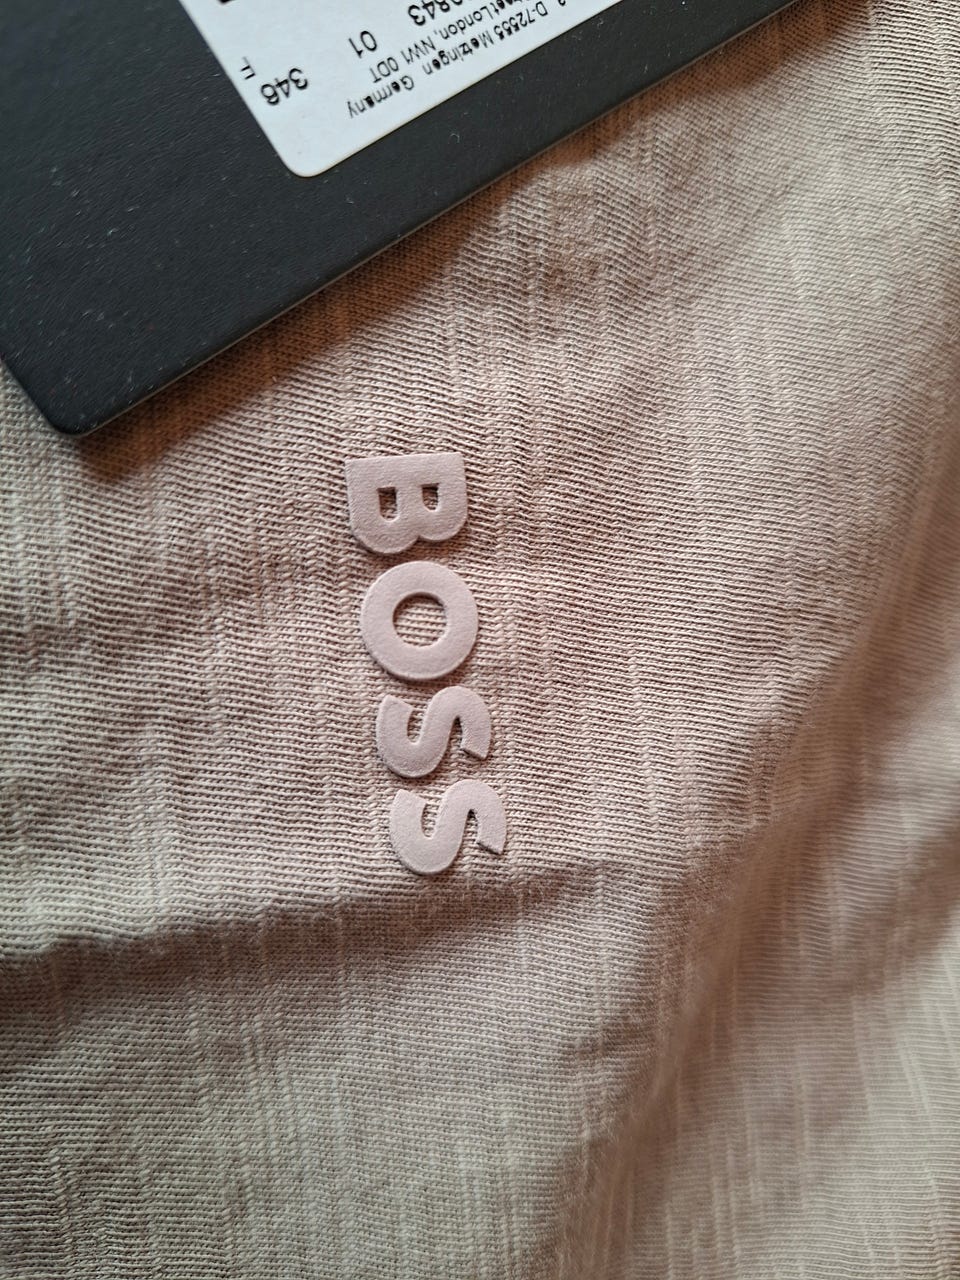 D-72555 Metzingen Germany
London, NW1 0DT
843 01
346
F
BOSS